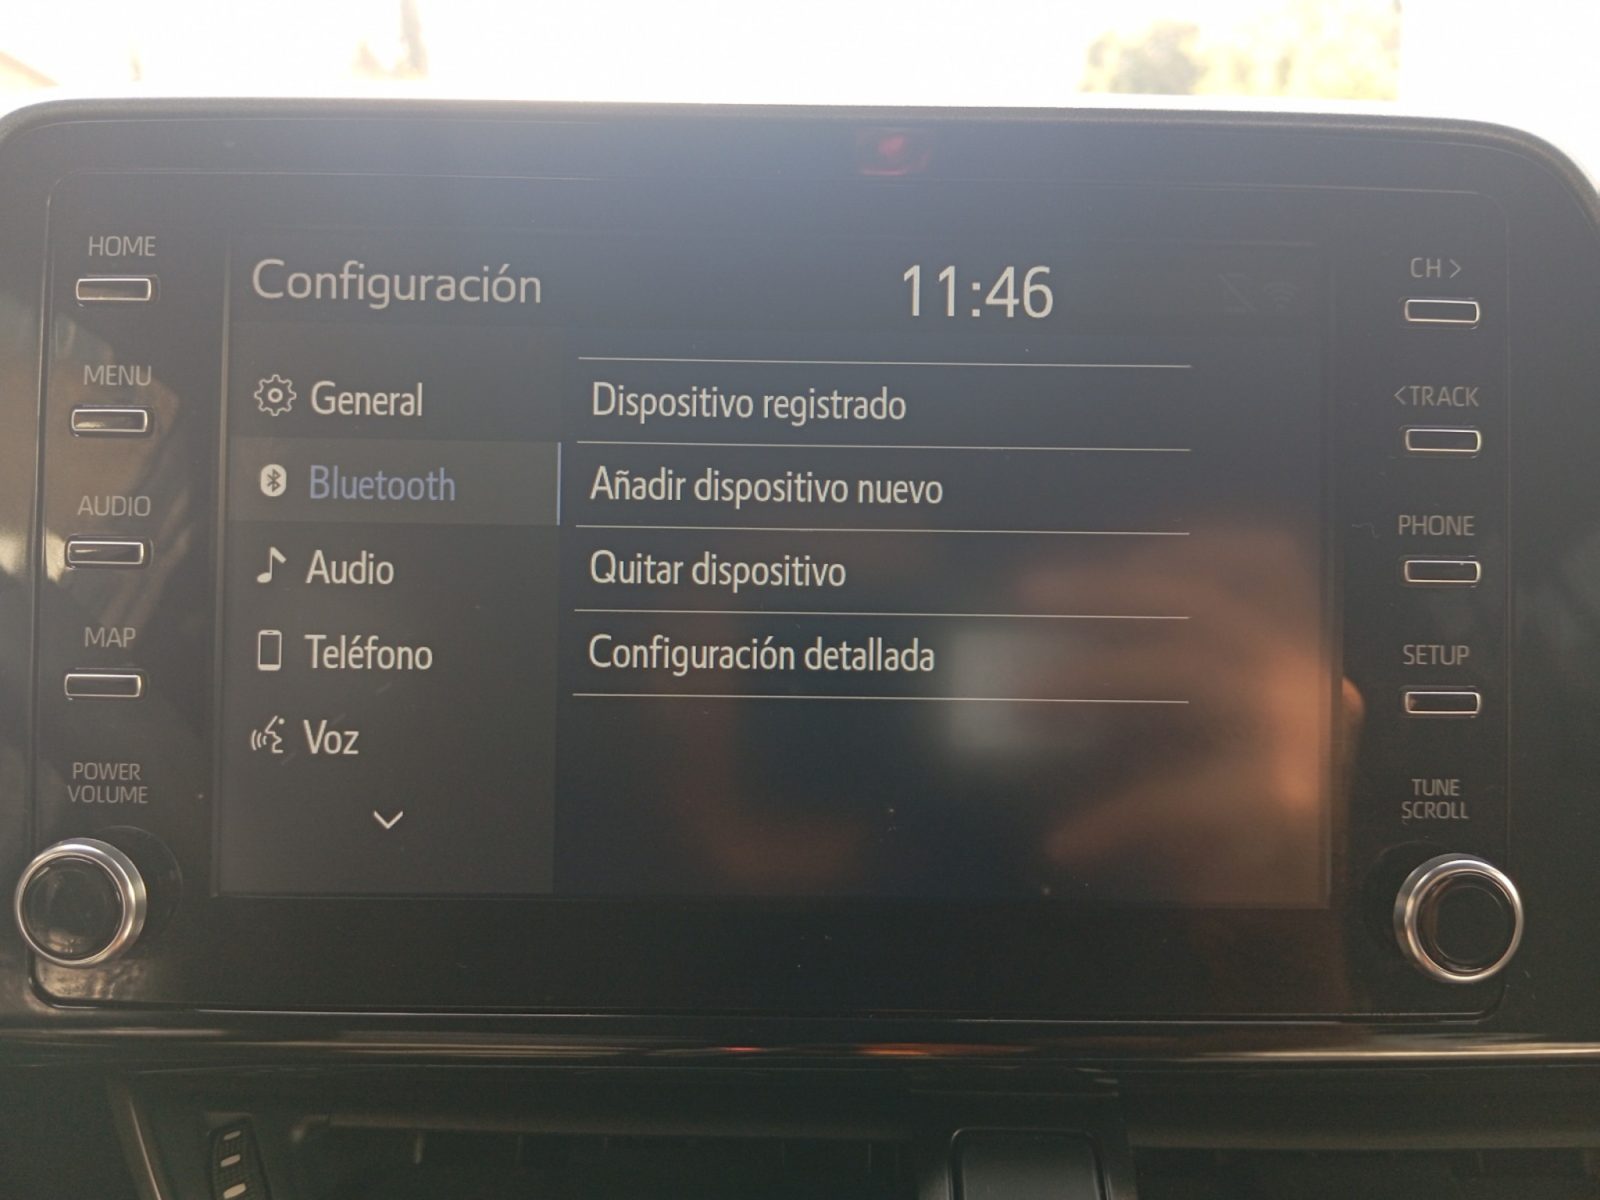 HOME
MENU
AUDIO
MAP
POWER
VOLUME
Configuración
11:46
General
Bluetooth
Audio
Teléfono
Voz
Dispositivo registrado
Añadir dispositivo nuevo
Quitar dispositivo
Configuración detallada
CH >
< TRACK
PHONE
SETUP
TUNE
SCROLL